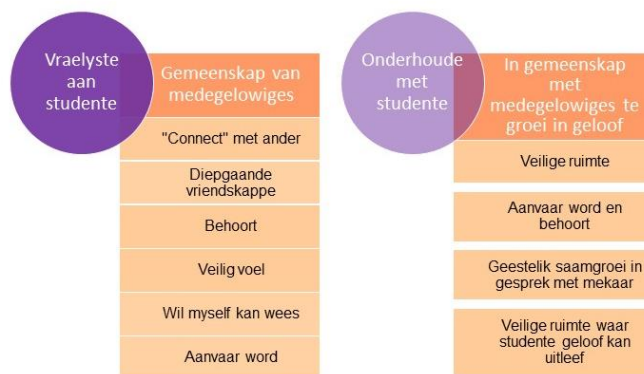 Vraelyste
aan
studente
Gemeenskap van
medegelowiges
"Connect" met ander
Diepgaande
vriendskappe
Behoort
Veilig voel
Wil myself kan wees
Aanvaar word
Onderhoude
met
studente
In gemeenskap
met
medegelowiges te
groei in geloof
Veilige ruimte
Aanvaar word en
behoort
Geestelik saamgroei in
gesprek met mekaar
Veilige ruimte waar
studente geloof kan
uitleef